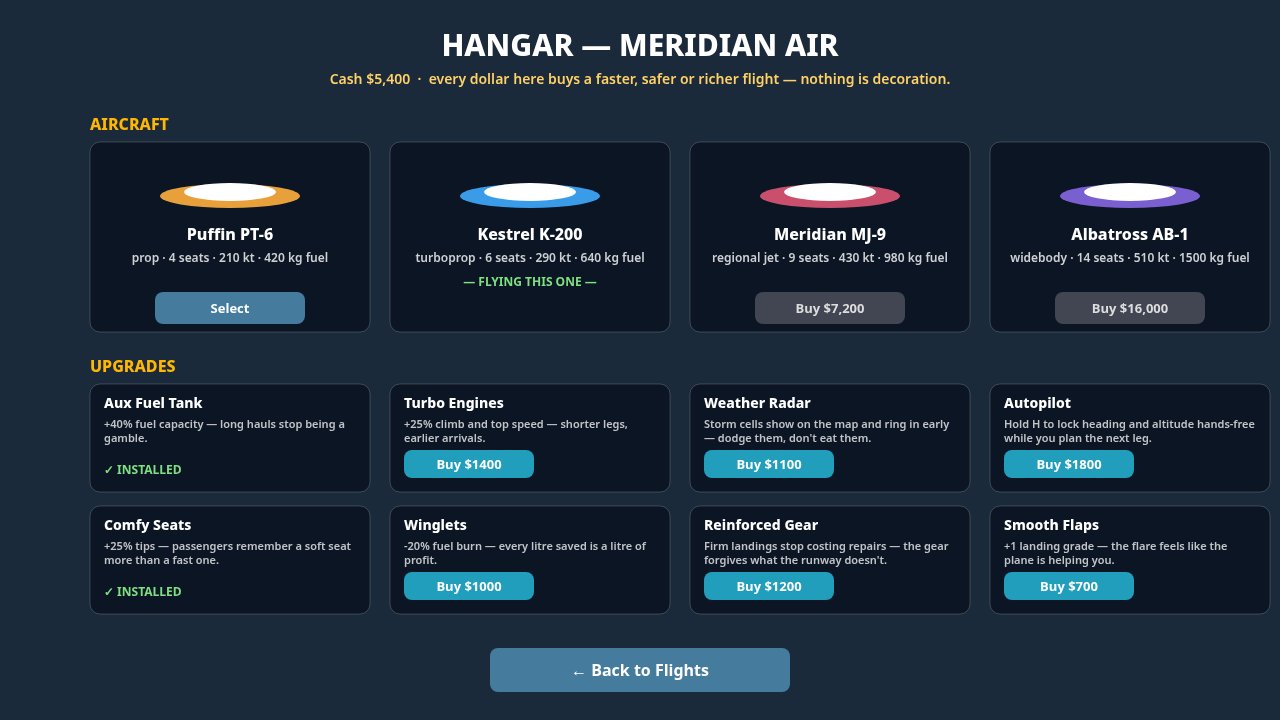 HANGAR — MERIDIAN AIR
Cash $5,400 · every dollar here buys a faster, safer or richer flight — nothing is decoration.
AIRCRAFT
Puffin PT-6
prop · 4 seats · 210 kt · 420 kg fuel
Select
Kestrel K-200
turboprop · 6 seats · 290 kt · 640 kg fuel
— FLYING THIS ONE —
Meridian MJ-9
regional jet · 9 seats · 430 kt · 980 kg fuel
Buy $7,200
Albatross AB-1
widebody · 14 seats · 510 kt · 1500 kg fuel
Buy $16,000
UPGRADES
Aux Fuel Tank
+40% fuel capacity — long hauls stop being a
gamble.
✓ INSTALLED
Turbo Engines
+25% climb and top speed — shorter legs,
earlier arrivals.
Buy $1400
Weather Radar
Storm cells show on the map and ring in early
— dodge them, don't eat them.
Buy $1100
Autopilot
Hold H to lock heading and altitude hands-free
while you plan the next leg.
Buy $1800
Comfy Seats
+25% tips — passengers remember a soft seat
more than a fast one.
✓ INSTALLED
Winglets
-20% fuel burn — every litre saved is a litre of
profit.
Buy $1000
Reinforced Gear
Firm landings stop costing repairs — the gear
forgives what the runway doesn't.
Buy $1200
Smooth Flaps
+1 landing grade — the flare feels like the
plane is helping you.
Buy $700
← Back to Flights